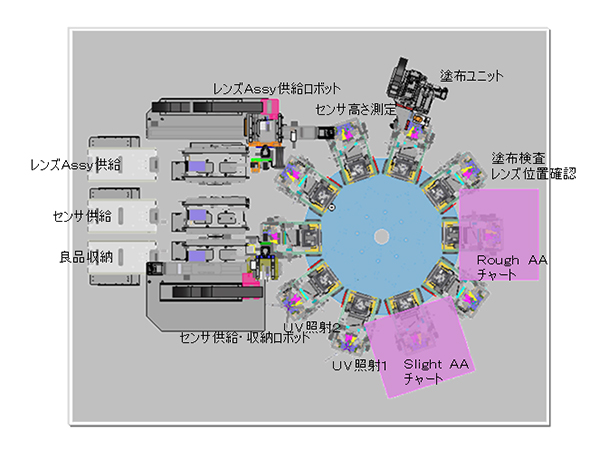 レンズAssy供給ロボット
塗布ユニット
センサ高さ測定
塗布検査
レンズ位置確認
レンズAssy供給
センサ供給
良品収納
Rough AA
チャート
UV照射2
センサ供給・収納ロボット
UV照射1
Slight AA
チャート